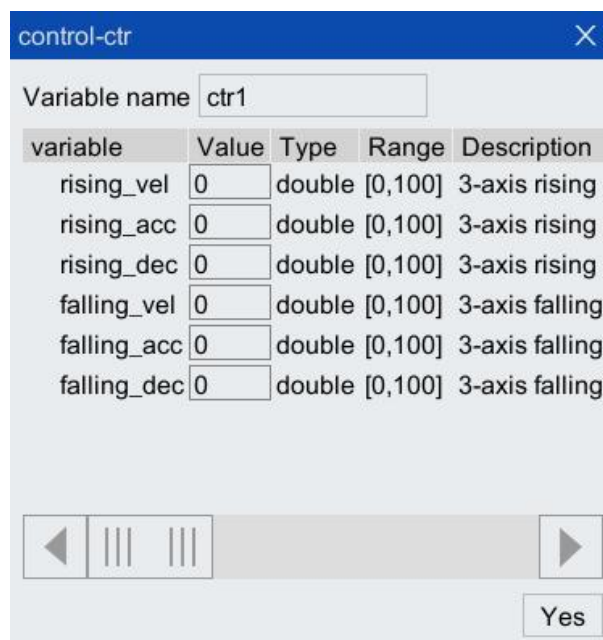 control-ctr
Variable name ctr1
variable Value Type Range Description
rising_vel 0 double [0,100] 3-axis rising
rising_acc 0 double [0,100] 3-axis rising
rising_dec 0 double [0,100] 3-axis rising
falling_vel 0 double [0,100] 3-axis falling
falling_acc 0 double [0,100] 3-axis falling
falling_dec 0 double [0,100] 3-axis falling
Yes